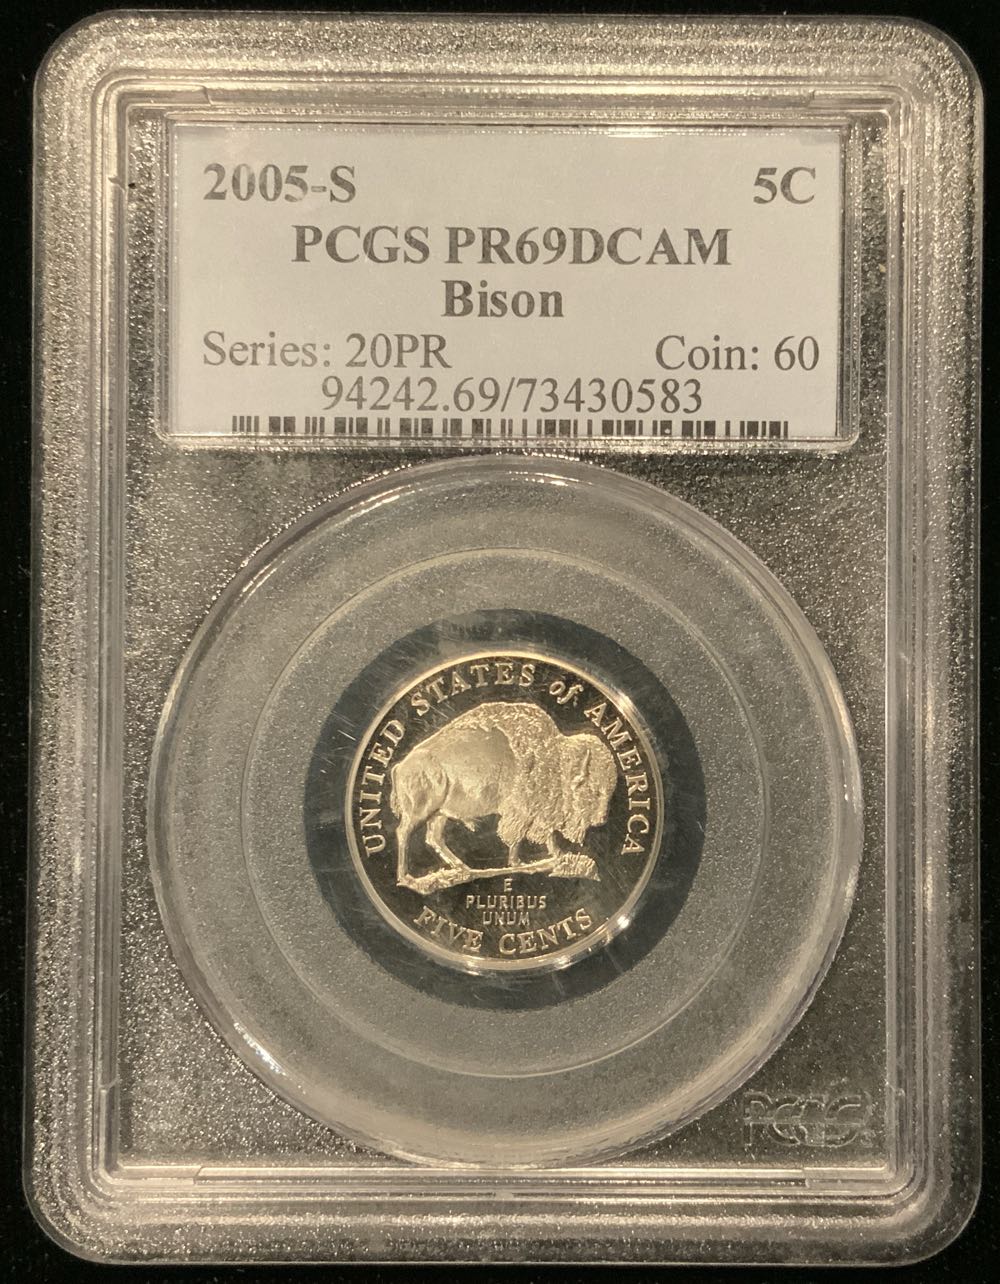 2005-S 5C
PCGS PR69DCAM
Bison
Series: 20PR Coin: 60
94242.69/73430583
UNITED STATES of AMERICA
E
PLURIBUS
UNUM
FIVE CENTS
PCGS